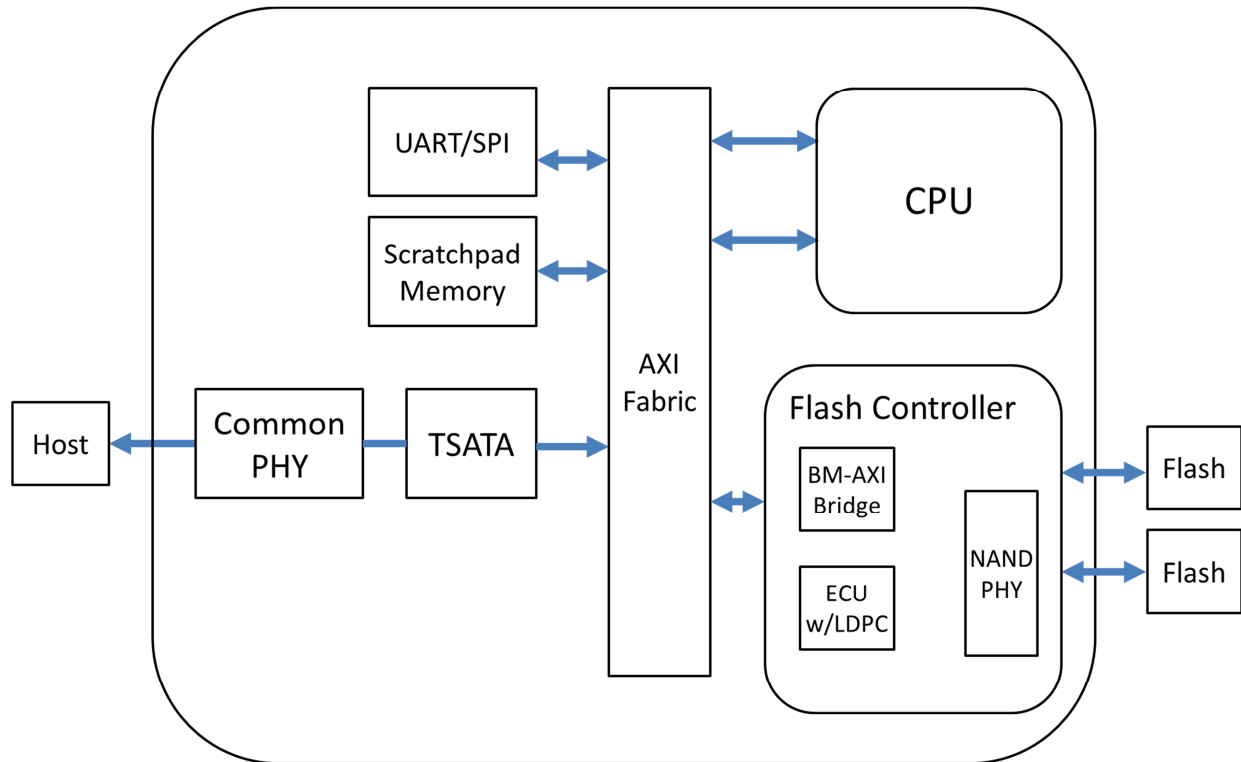 UART/SPI
Scratchpad
Memory
Host
Common
PHY
TSATA
AXI
Fabric
CPU
Flash Controller
BM-AXI
Bridge
ECU
w/LDPC
NAND
PHY
Flash
Flash